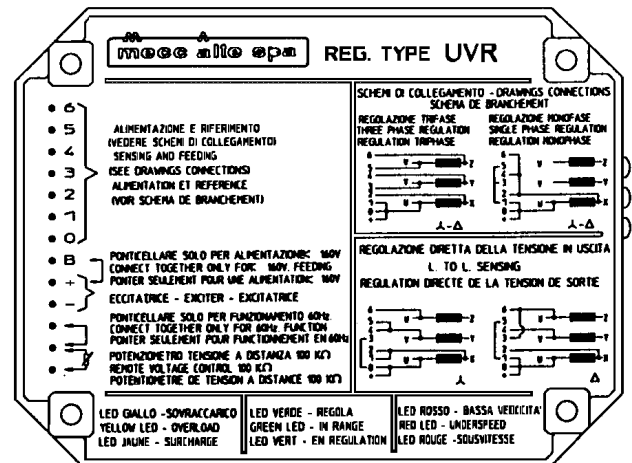 mecc alte spa
REG. TYPE UVR
6
5
4
3
2
1
0
B
+
-
ALIMENTAZIONE E RIFERIMENTO
(VEDERE SCHEMI DI COLLEGAMENTO)
SENSING AND FEEDING
(SEE DRAWINGS CONNECTIONS)
ALIMENTATION ET REFERENCE
(VOIR SCHEMA DE BRANCHEMENT)
PONTICELLARE SOLO PER ALIMENTAZIONE< 160V
CONNECT TOGETHER ONLY FOR< 160V. FEEDING
PONTER SEULEMENT POUR UNE ALIMENTATION< 160V
ECCITATRICE - EXCITER - EXCITATRICE
PONTICELLARE SOLO PER FUNZIONAMENTO 60Hz.
CONNECT TOGETHER ONLY FOR 60Hz. FUNCTION
PONTER SEULEMENT POUR FUNCTIONNEMENT EN 60Hz
POTENZIOMETRO TENSIONE A DISTANZA 100 KΩ
REMOTE VOLTAGE CONTROL 100 KΩ
POTENTIOMETRE DE TENSION A DISTANCE 100 KΩ
SCHEMI DI COLLEGAMENTO - DRAWINGS CONNECTIONS
SCHEMA DE BRANCHEMENT
REGOLAZIONE TRIFASE
THREE PHASE REGULATION
REGULATION TRIPHASE
REGOLAZIONE MONOFASE
SINGLE PHASE REGULATION
REGULATION MONOPHASE
REGOLAZIONE DIRETTA DELLA TENSIONE IN USCITA
L. TO L. SENSING
REGULATION DIRECTE DE LA TENSION DE SORTIE
LED GIALLO -SOVRACCARICO
YELLOW LED - OVERLOAD
LED JAUNE - SURCHARGE
LED VERDE - REGOLA
GREEN LED - IN RANGE
LED VERT - EN REGULATION
LED ROSSO - BASSA VELOCITA'
RED LED - UNDERSPEED
LED ROUGE -SOUSVITESSE